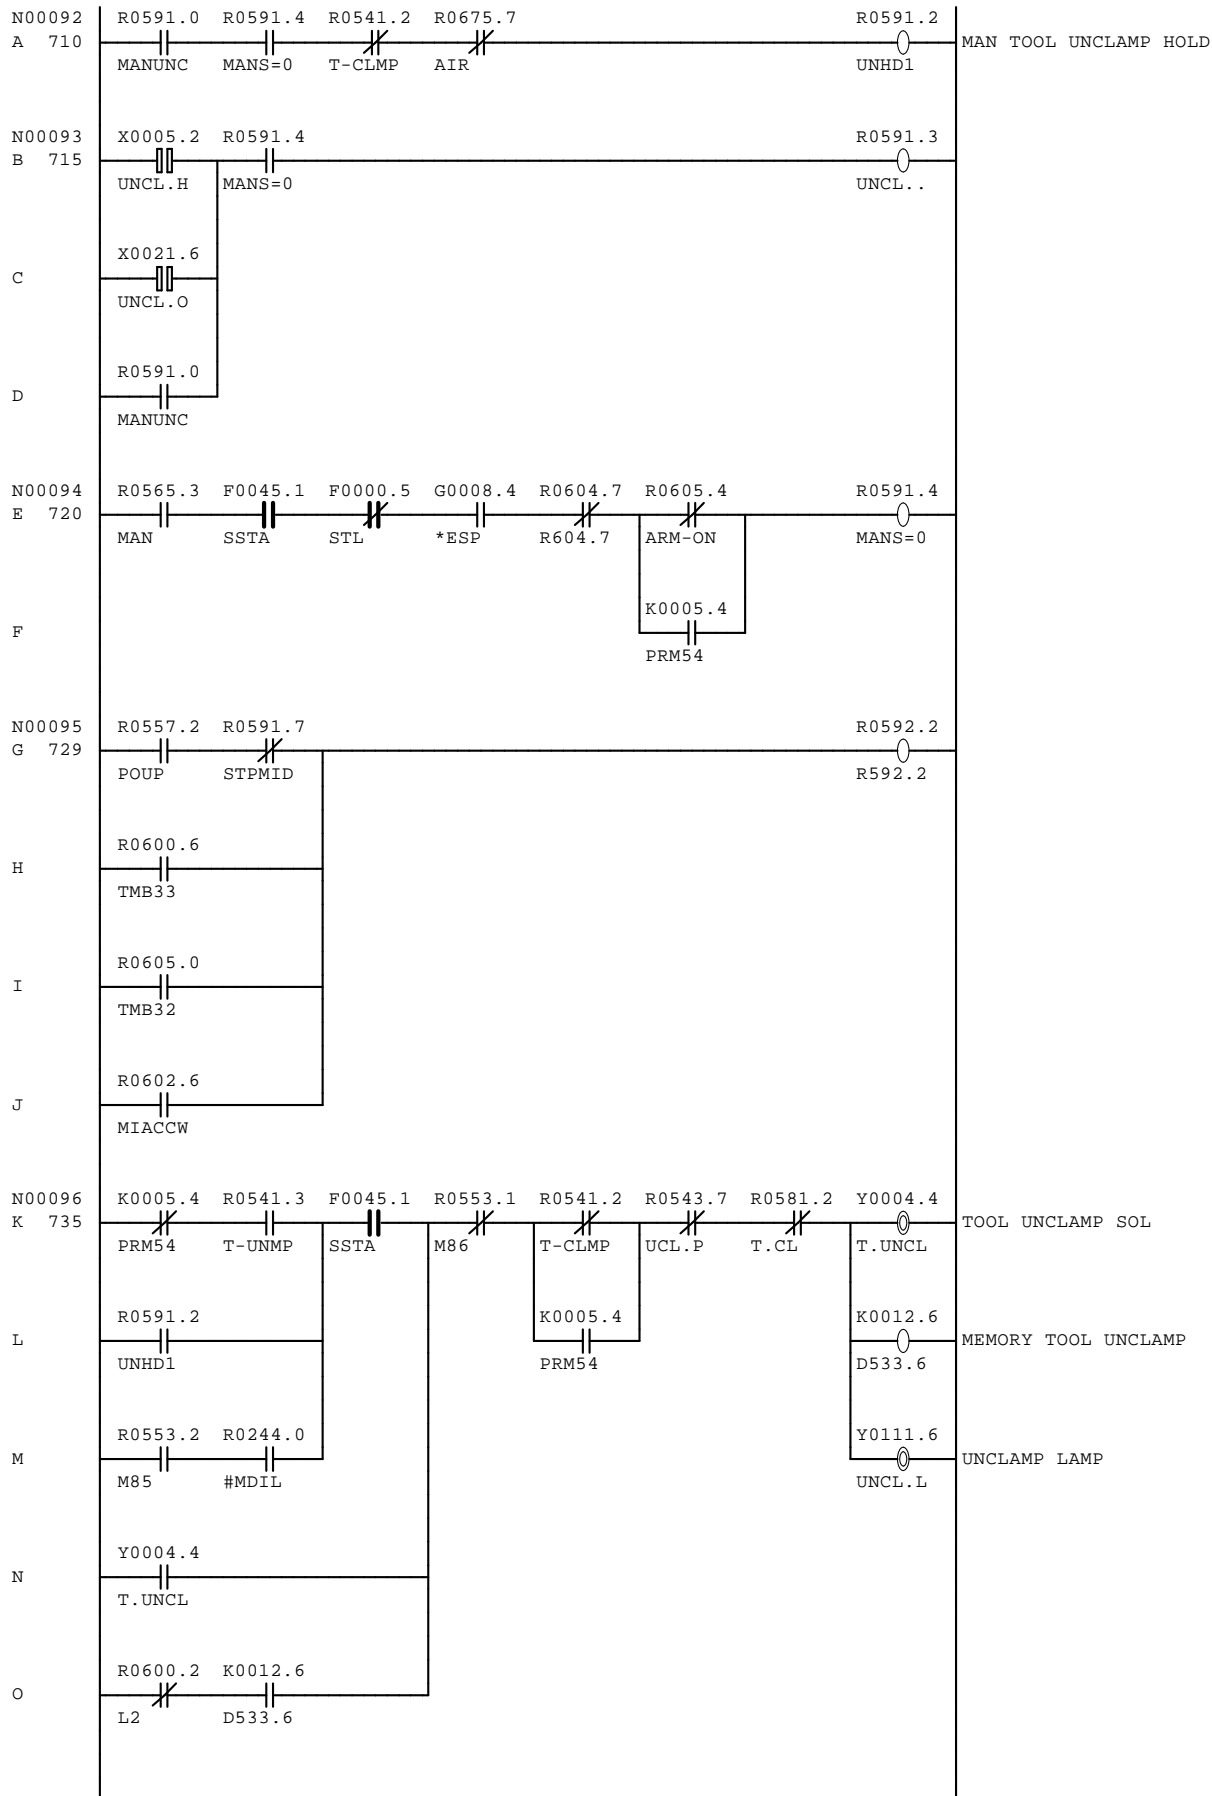 N00092 R0591.0 R0591.4 R0541.2 R0675.7 R0591.2
A 710 MAN TOOL UNCLAMP HOLD
MANUNC MANS=0 T-CLMP AIR UNHD1
N00093 X0005.2 R0591.4 R0591.3
B 715
UNCL.H MANS=0 UNCL..
X0021.6
C
UNCL.O
R0591.0
D
MANUNC
N00094 R0565.3 F0045.1 F0000.5 G0008.4 R0604.7 R0605.4 R0591.4
E 720
MAN SSTA STL *ESP R604.7 ARM-ON MANS=0
K0005.4
F
PRM54
N00095 R0557.2 R0591.7 R0592.2
G 729
POUP STPMID R592.2
R0600.6
H
TMB33
R0605.0
I
TMB32
R0602.6
J
MIACCW
N00096 K0005.4 R0541.3 F0045.1 R0553.1 R0541.2 R0543.7 R0581.2 Y0004.4
K 735 TOOL UNCLAMP SOL
PRM54 T-UNMP SSTA M86 T-CLMP UCL.P T.CL T.UNCL
R0591.2 K0005.4 K0012.6
L MEMORY TOOL UNCLAMP
UNHD1 PRM54 D533.6
R0553.2 R0244.0 Y0111.6
M UNCLAMP LAMP
M85 #MDIL UNCL.L
Y0004.4
N
T.UNCL
R0600.2 K0012.6
O
L2 D533.6